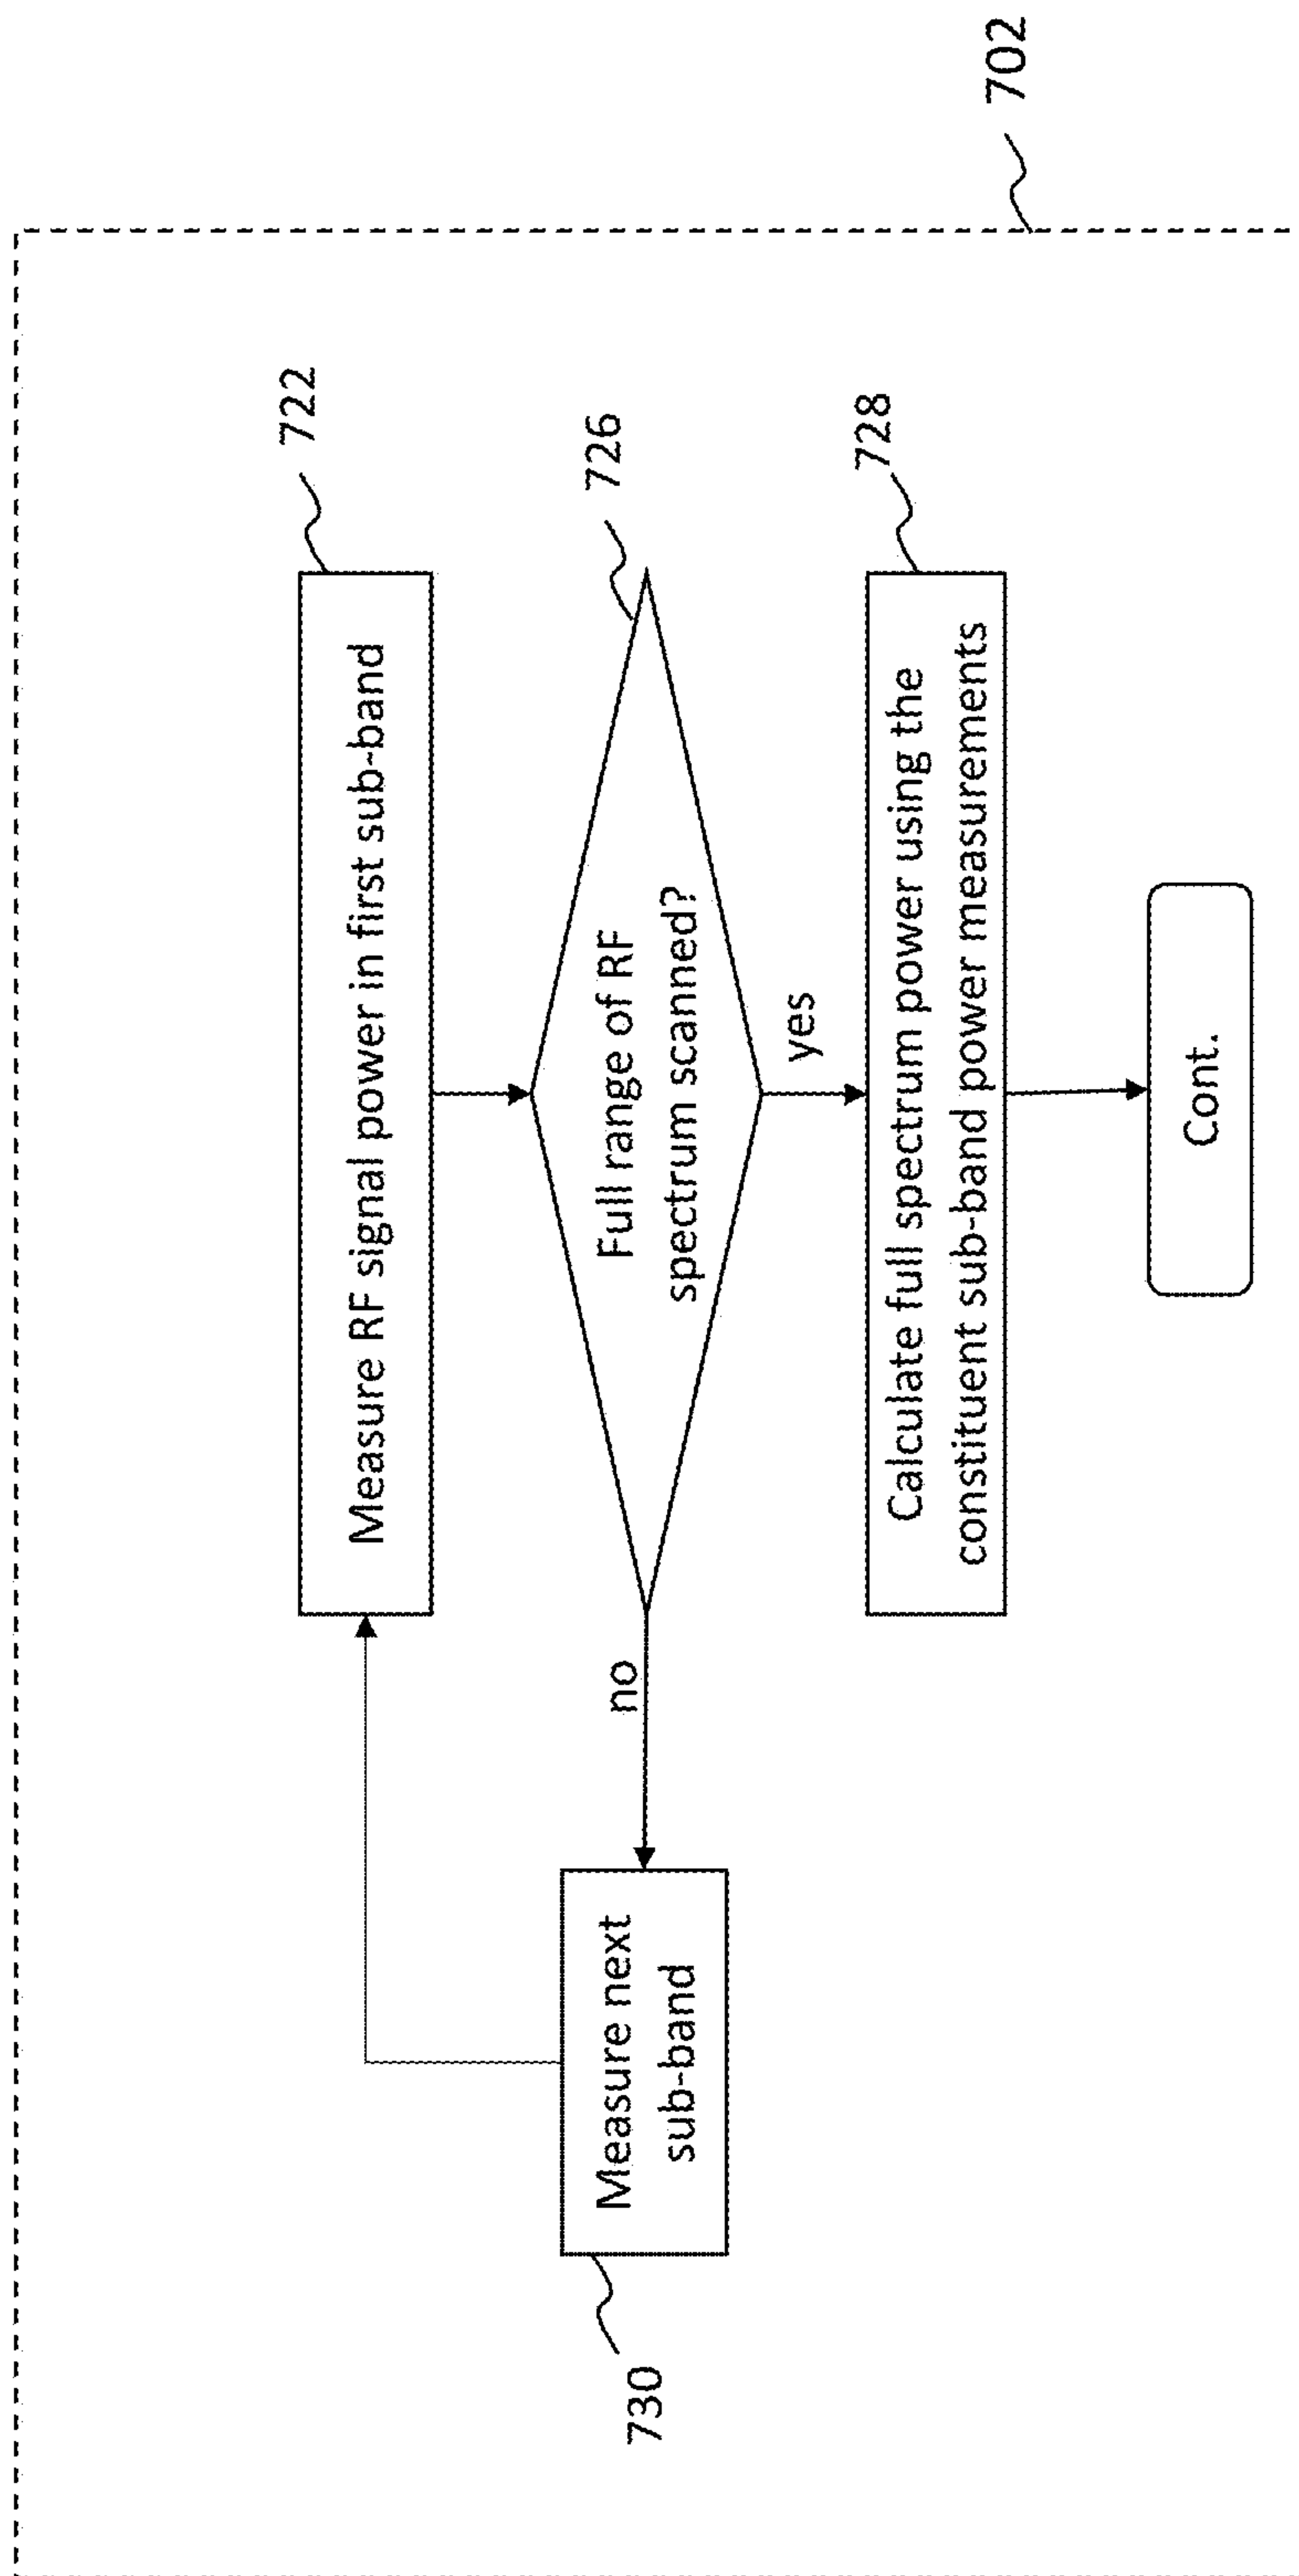 702
722
Measure RF signal power in first sub-band
726
Full range of RF
spectrum scanned?
no
yes
Measure next
sub-band
730
728
Calculate full spectrum power using the
constituent sub-band power measurements
Cont.